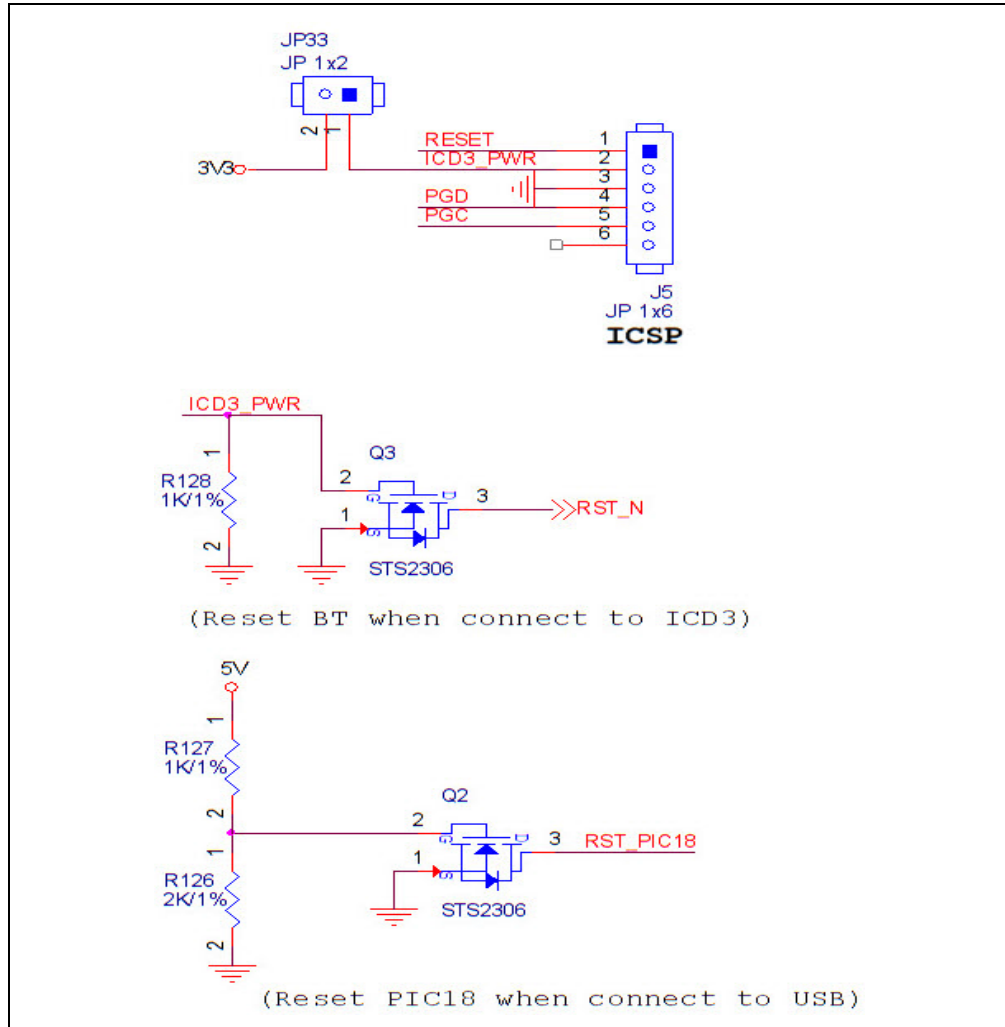 JP33
JP 1x2
2 1
3V3
RESET 1
ICD3_PWR 2
3
PGD 4
PGC 5
6
J5
JP 1x6
ICSP
ICD3_PWR
1
R128
1K/1%
2
Q3
2 G D 3 RST_N
1 S
STS2306
(Reset BT when connect to ICD3)
5V
1
R127
1K/1%
2
1
R126
2K/1%
2
Q2
2 G D 3 RST_PIC18
1 S
STS2306
(Reset PIC18 when connect to USB)